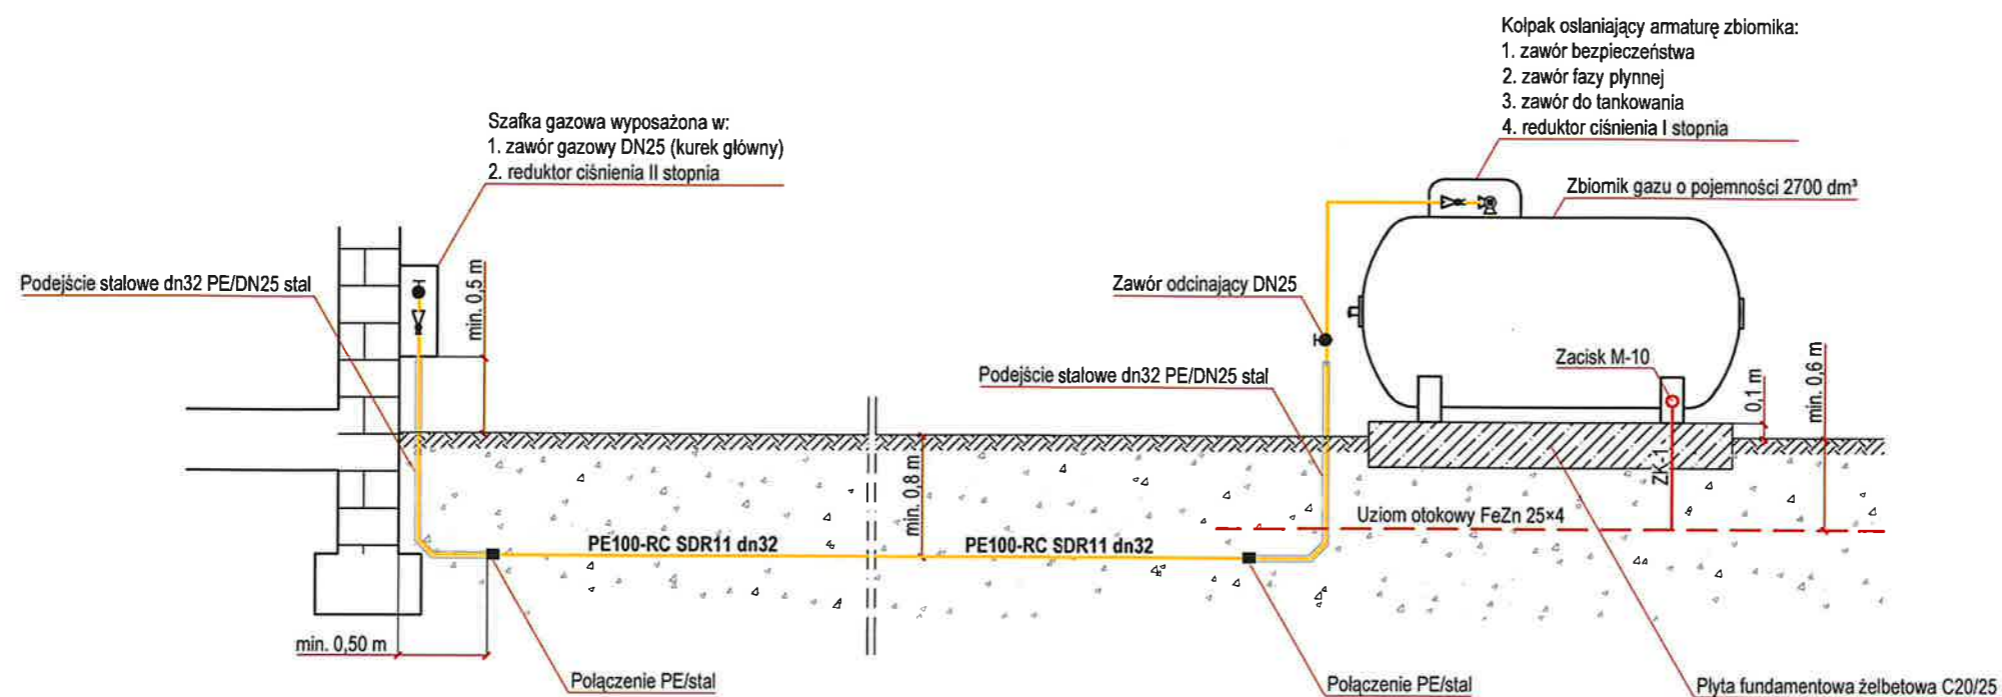 Kołpak osłaniający armaturę zbiornika:
1. zawór bezpieczeństwa
2. zawór fazy płynnej
3. zawór do tankowania
4. reduktor ciśnienia I stopnia
Szafka gazowa wyposażona w:
1. zawór gazowy DN25 (kurek główny)
2. reduktor ciśnienia II stopnia
Zbiornik gazu o pojemności 2700 dm³
Podejście stalowe dn32 PE/DN25 stal
min. 0,5 m
Zawór odcinający DN25
Podejście stalowe dn32 PE/DN25 stal
Zacisk M-10
0,1 m
min. 0,6 m
min. 0,8 m
ZK-1
Uziom otokowy FeZn 25×4
PE100-RC SDR11 dn32
PE100-RC SDR11 dn32
min. 0,50 m
Połączenie PE/stal
Połączenie PE/stal
Płyta fundamentowa żelbetowa C20/25